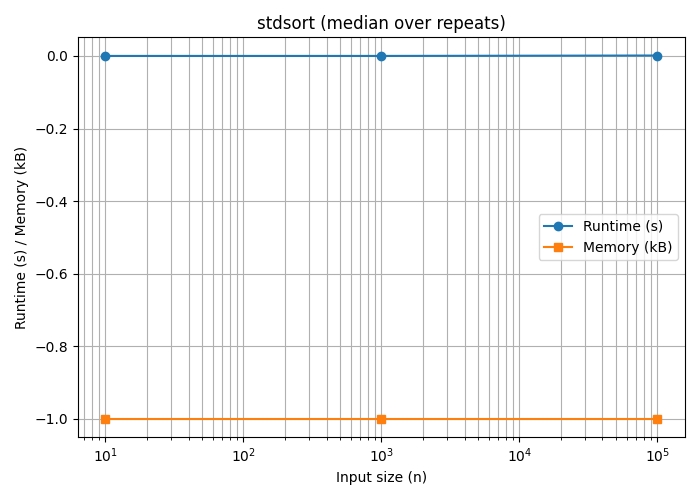 stdsort (median over repeats)
0.0
−0.2
−0.4
−0.6
−0.8
−1.0
Runtime (s) / Memory (kB)
Runtime (s)
Memory (kB)
10¹ 10² 10³ 10⁴ 10⁵
Input size (n)